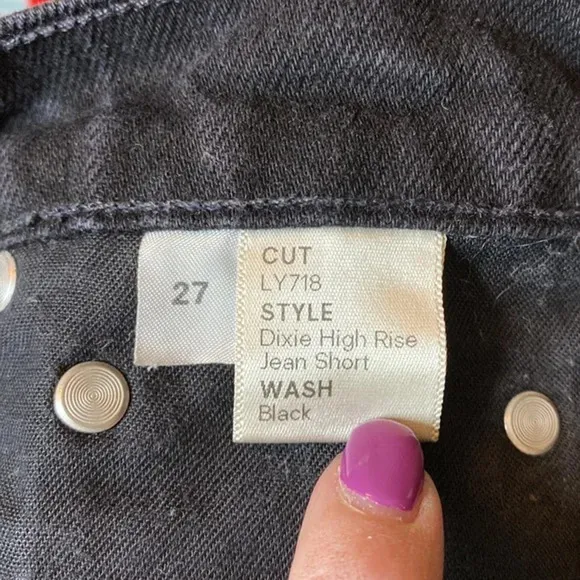 27
CUT
LY718
STYLE
Dixie High Rise
Jean Short
WASH
Black